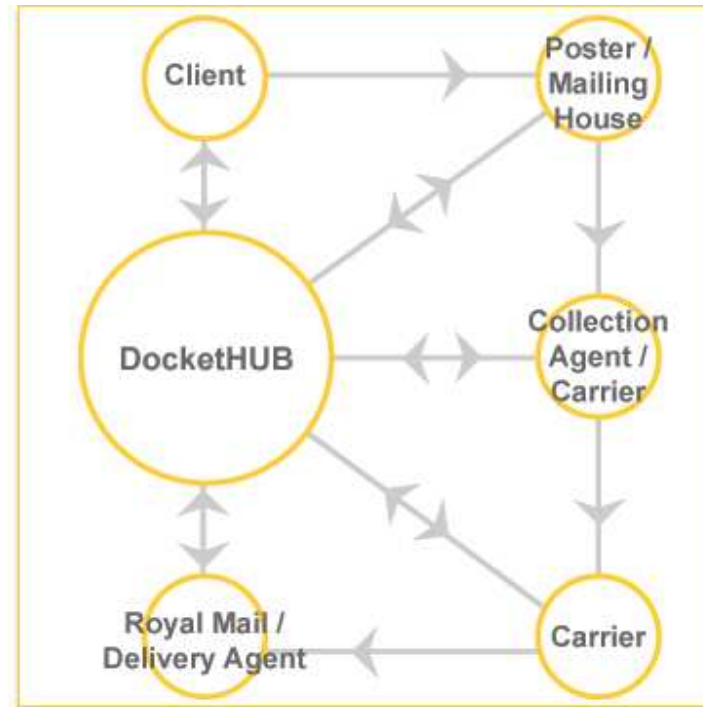 Client
Poster /
Mailing
House
DocketHUB
Collection
Agent /
Carrier
Royal Mail /
Delivery Agent
Carrier